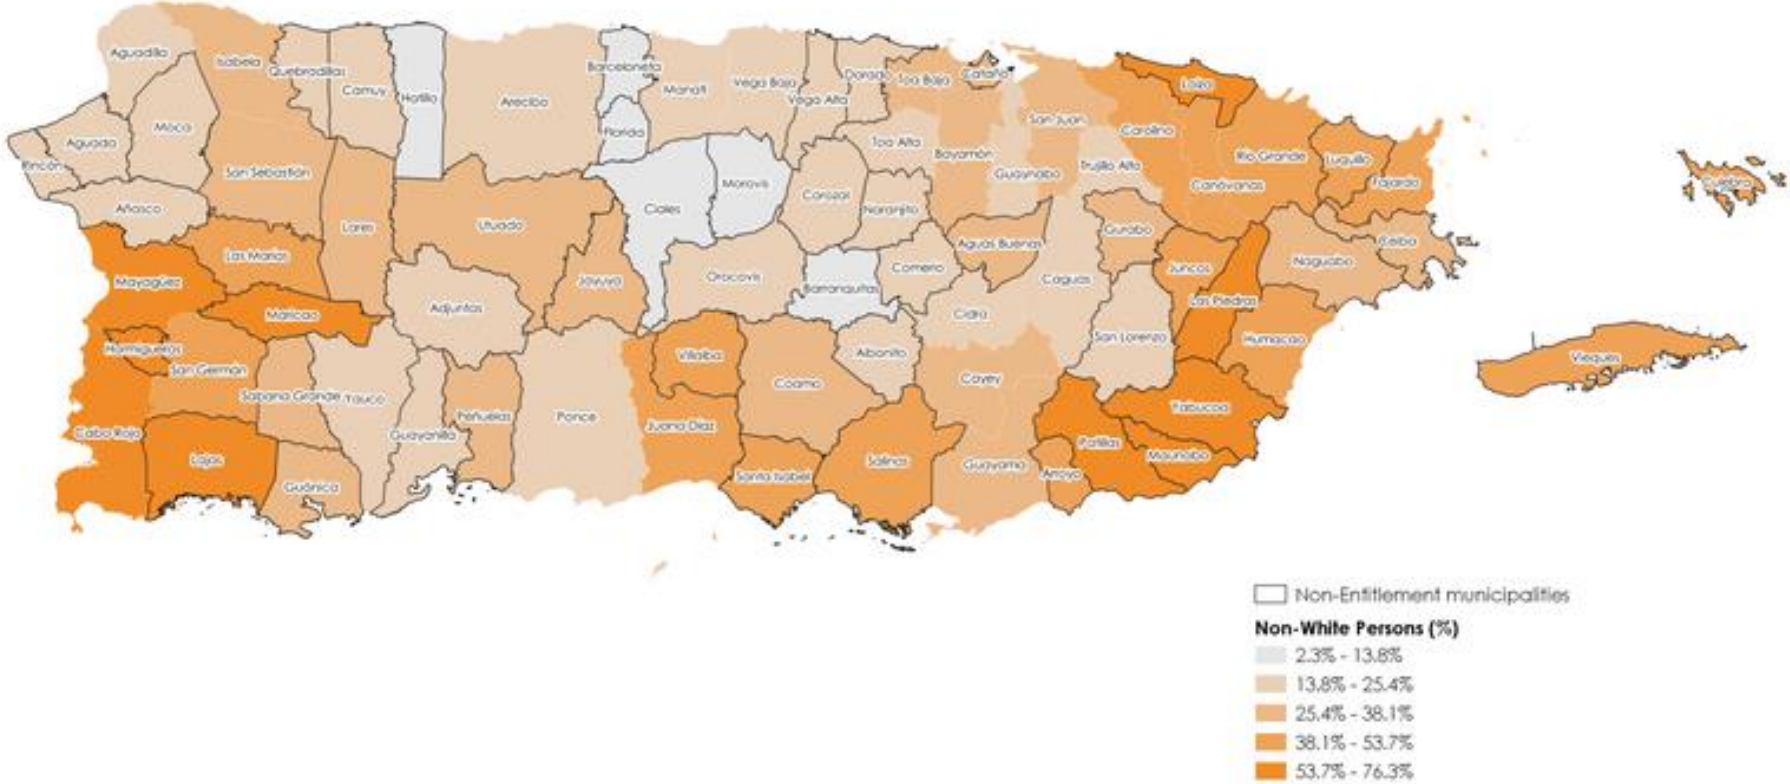 Aguadilla
Isabela
Quebradillas
Camuy
Hatillo
Arecibo
Barceloneta
Manatí
Vega Baja
Vega Alta
Dorado
Toa Baja
Cataño
Loíza
Rincón
Aguada
Moca
San Sebastián
Florida
Toa Alta
Bayamón
San Juan
Guaynabo
Trujillo Alto
Carolina
Canóvanas
Río Grande
Luquillo
Fajardo
Culebra
Añasco
Lares
Utuado
Ciales
Morovis
Corozal
Naranjito
Aguas Buenas
Gurabo
Ceiba
Mayagüez
Las Marías
Maricao
Adjuntas
Jayuya
Orocovis
Barranquitas
Comerío
Caguas
Juncos
Las Piedras
Naguabo
Cidra
San Lorenzo
Humacao
Hormigueros
San Germán
Sabana Grande
Yauco
Guayanilla
Peñuelas
Ponce
Villalba
Juana Díaz
Coamo
Aibonito
Cayey
Vieques
Cabo Rojo
Lajas
Guánica
Santa Isabel
Salinas
Guayama
Arroyo
Patillas
Yabucoa
Maunabo
Non-Entitlement municipalities
Non-White Persons (%)
2.3% - 13.8%
13.8% - 25.4%
25.4% - 38.1%
38.1% - 53.7%
53.7% - 76.3%